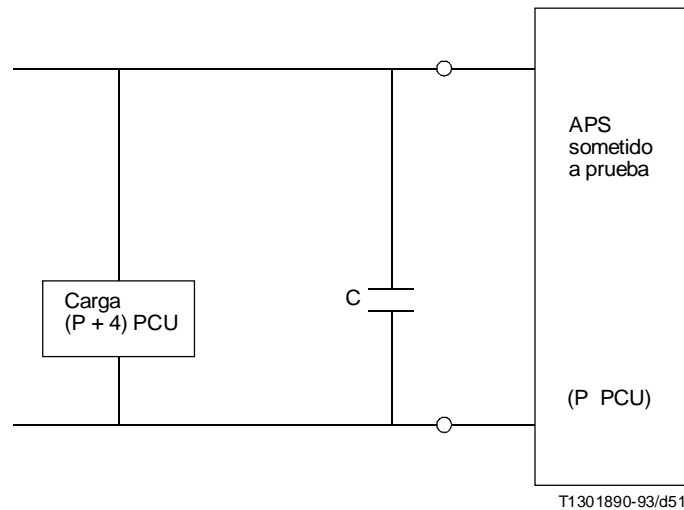 APS
sometido
a prueba
Carga
(P + 4) PCU
C
(P PCU)
T1301890-93/d51